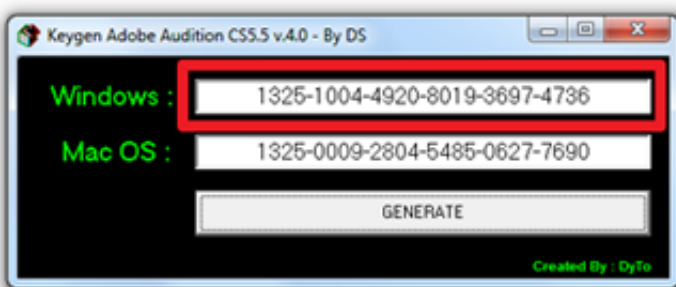 Keygen Adobe Audition CS5.5 v.4.0 - By DS
Windows : 1325-1004-4920-8019-3697-4736
Mac OS : 1325-0009-2804-5485-0627-7690
GENERATE
Created By : DyTo